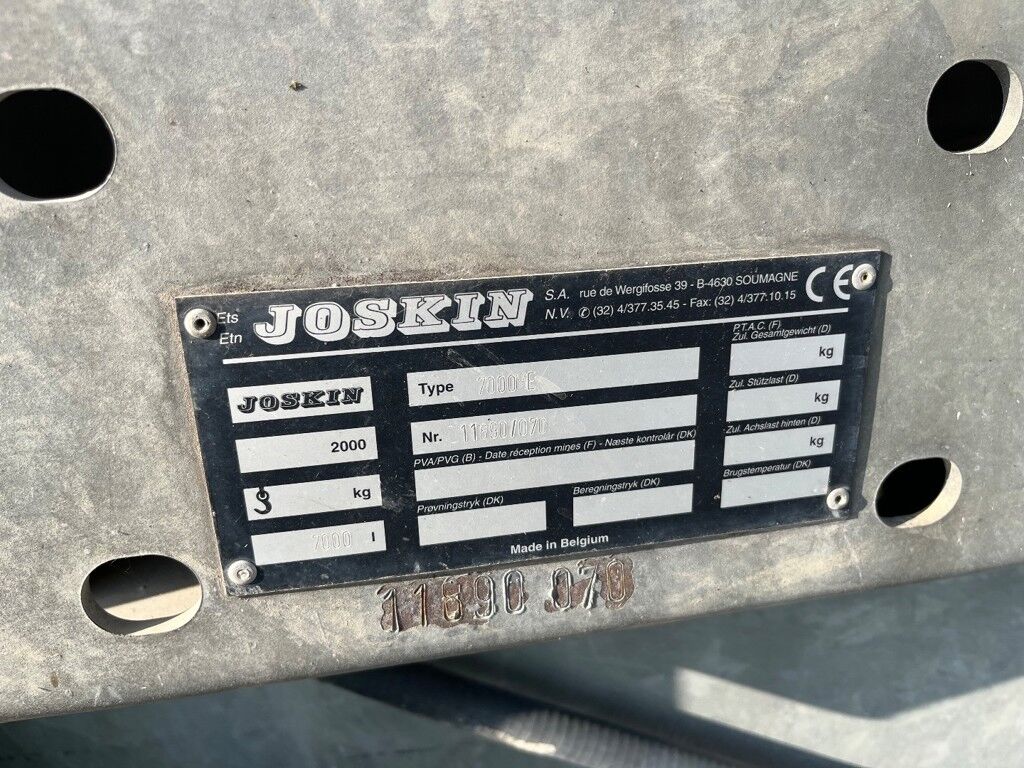 Ets
Etn
JOSKIN
S.A. rue de Wergifosse 39 - B-4630 SOUMAGNE
N.V. ✆ (32) 4/377.35.45 - Fax: (32) 4/377.10.15
CE
JOSKIN
2000
kg
7000 l
Type 7000 E
Nr.
PVA/PVG (B) - Date réception mines (F) - Næste kontrolår (DK)
Prøvningstryk (DK)
Beregningstryk (DK)
P.T.A.C. (F)
Zul. Gesamtgewicht (D)
kg
Zul. Stützlast (D)
kg
Zul. Achslast hinten (D)
kg
Brugstemperatur (DK)
Made in Belgium